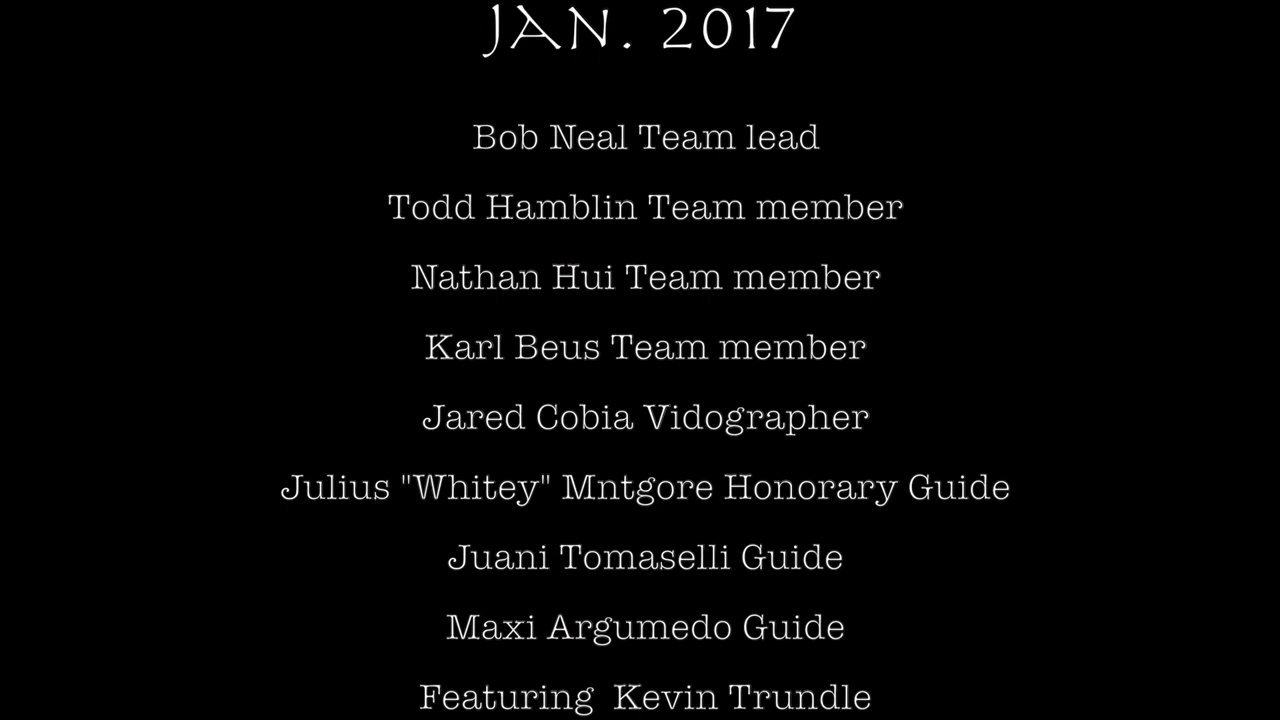 JAN. 2017
Bob Neal Team lead
Todd Hamblin Team member
Nathan Hui Team member
Karl Beus Team member
Jared Cobia Vidographer
Julius "Whitey" Mntgore Honorary Guide
Juani Tomaselli Guide
Maxi Argumedo Guide
Featuring  Kevin Trundle